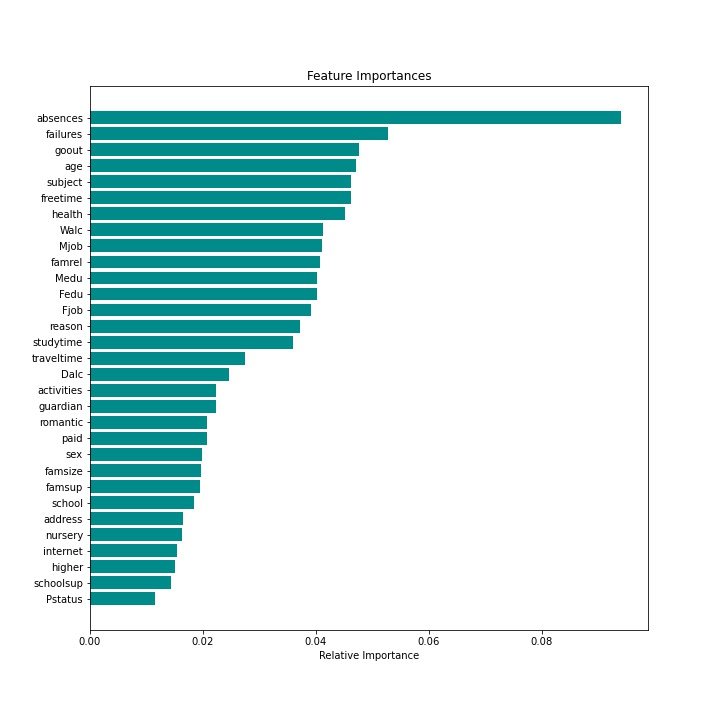 Feature Importances
absences
failures
goout
age
subject
freetime
health
Walc
Mjob
famrel
Medu
Fedu
Fjob
reason
studytime
traveltime
Dalc
activities
guardian
romantic
paid
sex
famsize
famsup
school
address
nursery
internet
higher
schoolsup
Pstatus
0.00 0.02 0.04 0.06 0.08
Relative Importance